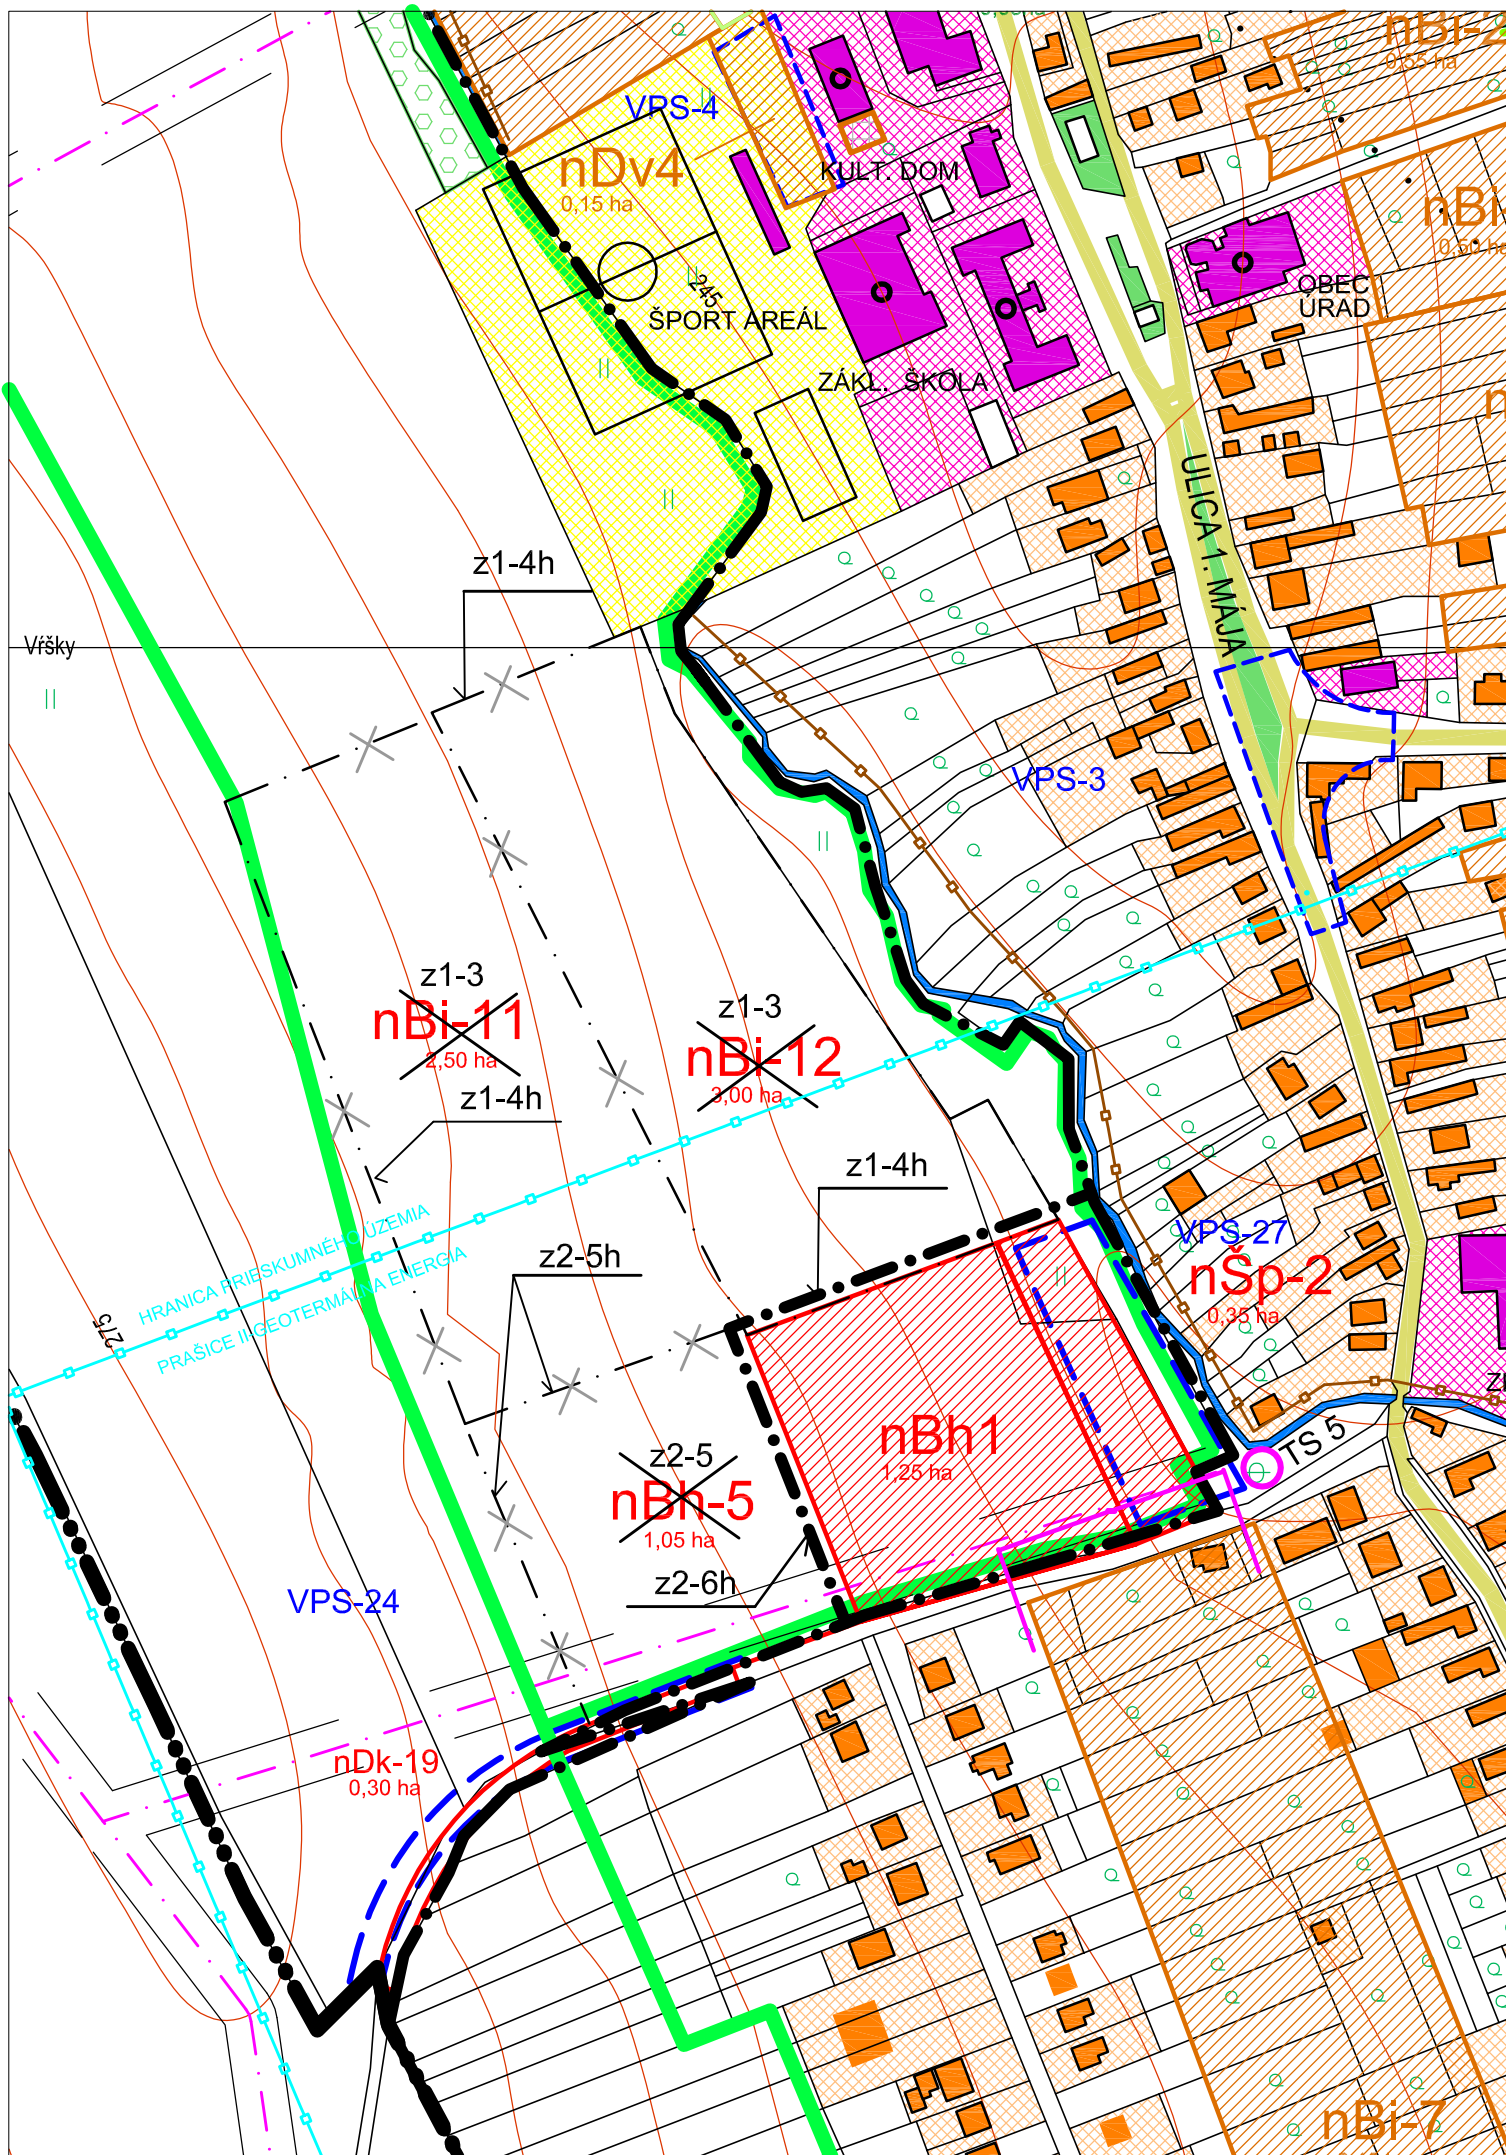 nBi-2
0,55 ha
VPS-4
nDv4
0,15 ha
KULT. DOM
nBi-
0,50 ha
245
ŠPORT AREÁL
OBEC
ÚRAD
ZÁKL. ŠKOLA
ULICA 1. MÁJA
z1-4h
Vŕšky
VPS-3
z1-3
nBi-11
2,50 ha
z1-3
nBi-12
3,00 ha
z1-4h
z1-4h
HRANICA PRIESKUMNÉHO ÚZEMIA
PRAŠICE II-GEOTERMÁLNA ENERGIA
275
z2-5h
VPS-27
nŠp-2
0,35 ha
nBh1
1,25 ha
TS 5
z2-5
nBh-5
1,05 ha
z2-6h
VPS-24
nDk-19
0,30 ha
nBi-7